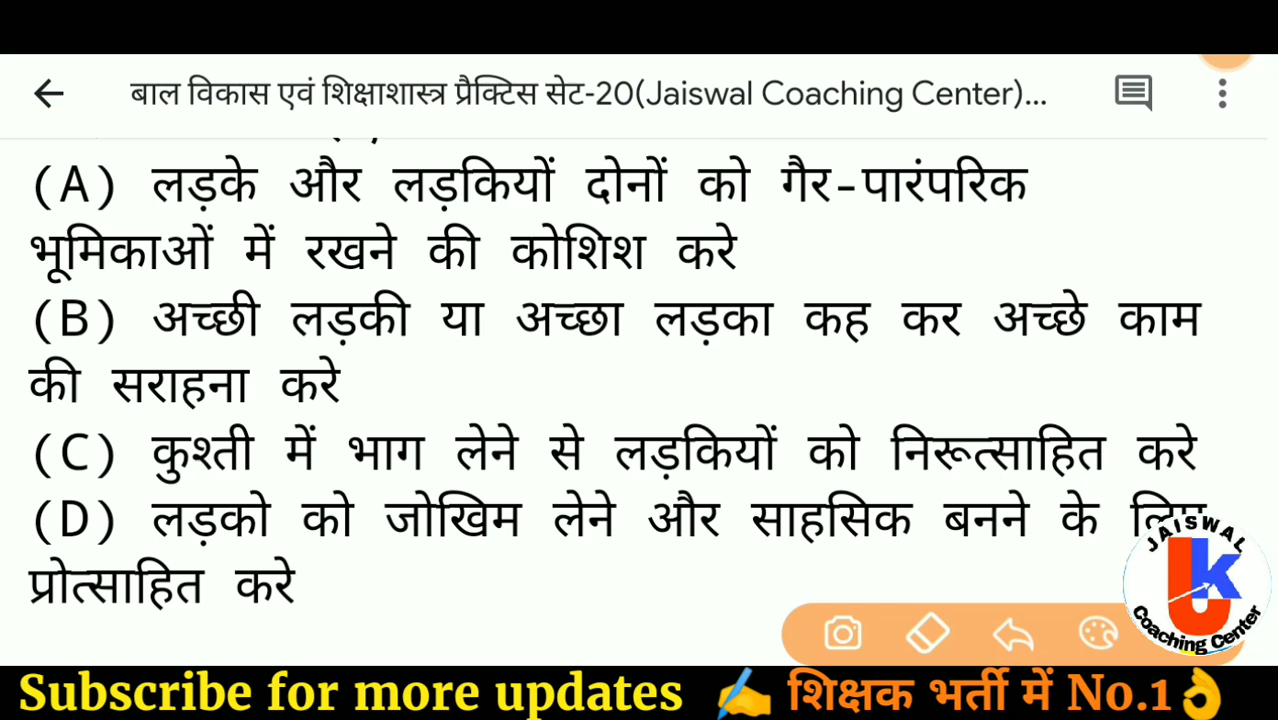 बाल विकास एवं शिक्षाशास्त्र प्रैक्टिस सेट-20(Jaiswal Coaching Center)...
(A) लड़के और लड़कियों दोनों को गैर-पारंपरिक
भूमिकाओं में रखने की कोशिश करे
(B) अच्छी लड़की या अच्छा लड़का कह कर अच्छे काम
की सराहना करे
(C) कुश्ती में भाग लेने से लड़कियों को निरूत्साहित करे
(D) लड़को को जोखिम लेने और साहसिक बनने के लिए
प्रोत्साहित करे
JAISWAL
UK
Coaching Center
Subscribe for more updates ✍️ शिक्षक भर्ती में No.1👌